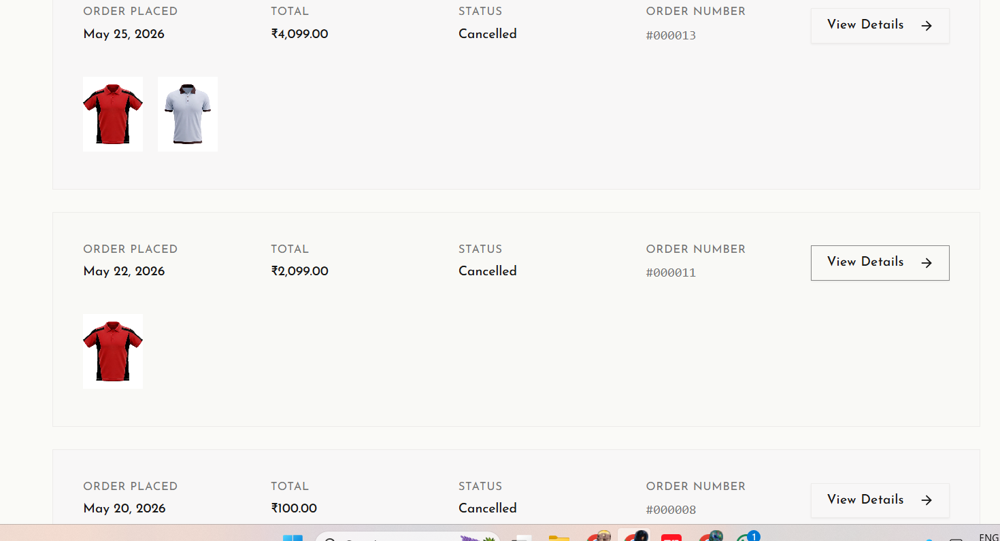 ORDER PLACED TOTAL STATUS ORDER NUMBER View Details →
May 25, 2026 ₹4,099.00 Cancelled #000013
ORDER PLACED TOTAL STATUS ORDER NUMBER View Details →
May 22, 2026 ₹2,099.00 Cancelled #000011
ORDER PLACED TOTAL STATUS ORDER NUMBER View Details →
May 20, 2026 ₹100.00 Cancelled #000008
1
ENG